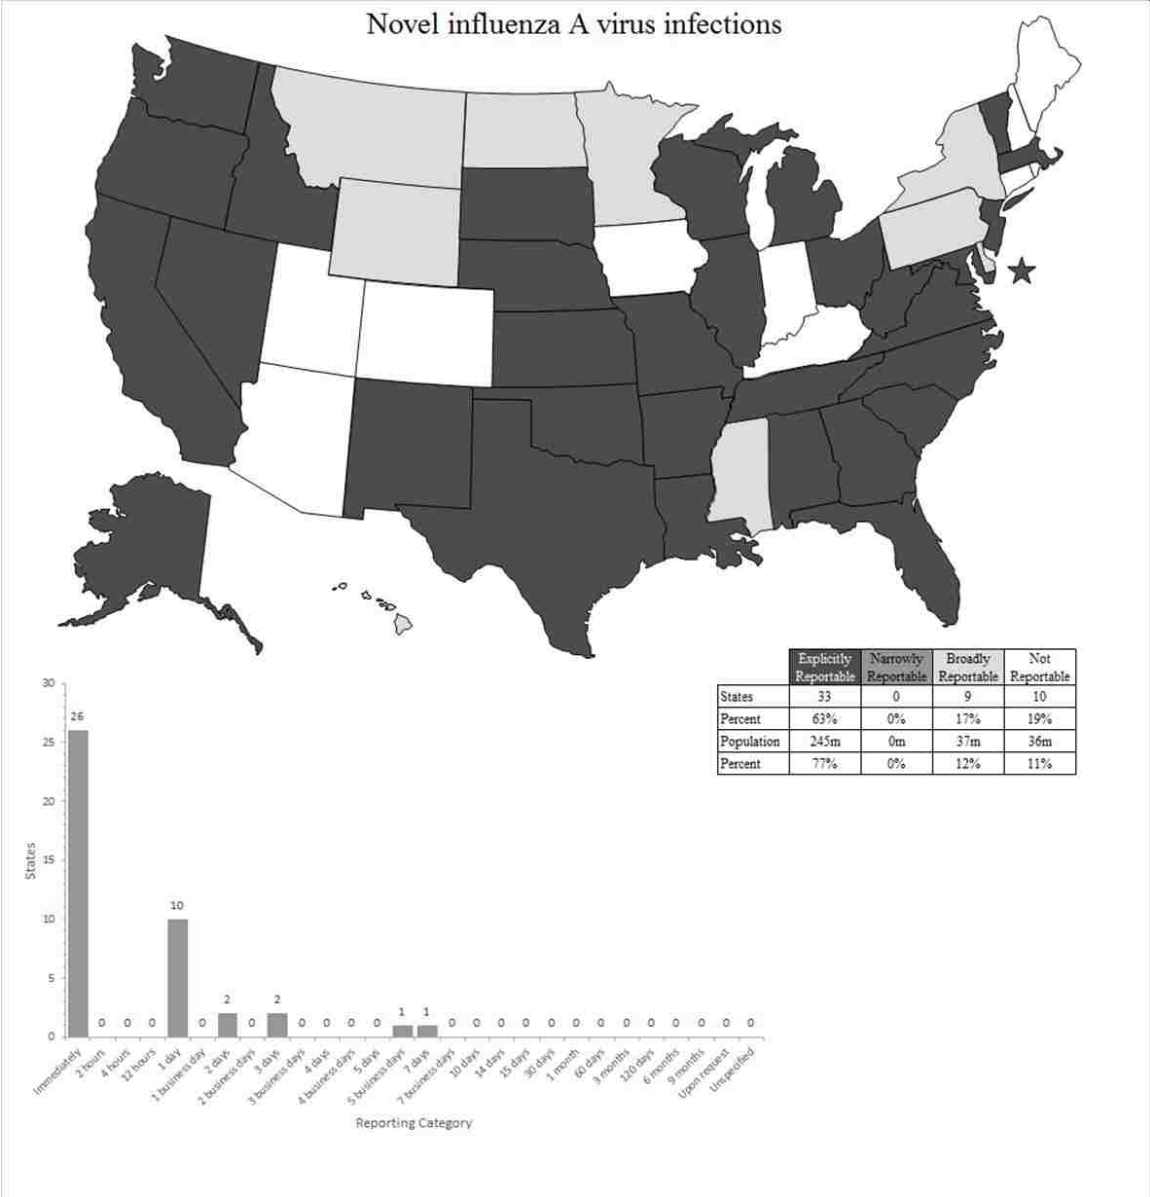 Novel influenza A virus infections
Explicitly Reportable Narrowly Reportable Broadly Reportable Not Reportable
States 33 0 9 10
Percent 63% 0% 17% 19%
Population 245m 0m 37m 36m
Percent 77% 0% 12% 11%
30
25
20
15
10
5
0
States
26 0 0 0 10 0 2 0 2 0 0 0 0 1 1 0 0 0 0 0 0 0 0 0 0 0 0 0
Immediately
2 hours
4 hours
12 hours
1 day
1 business day
2 days
2 business days
3 days
3 business days
4 days
4 business days
5 days
5 business days
7 days
7 business days
10 days
14 days
15 days
30 days
1 month
60 days
3 months
120 days
6 months
9 months
Upon request
Unspecified
Reporting Category